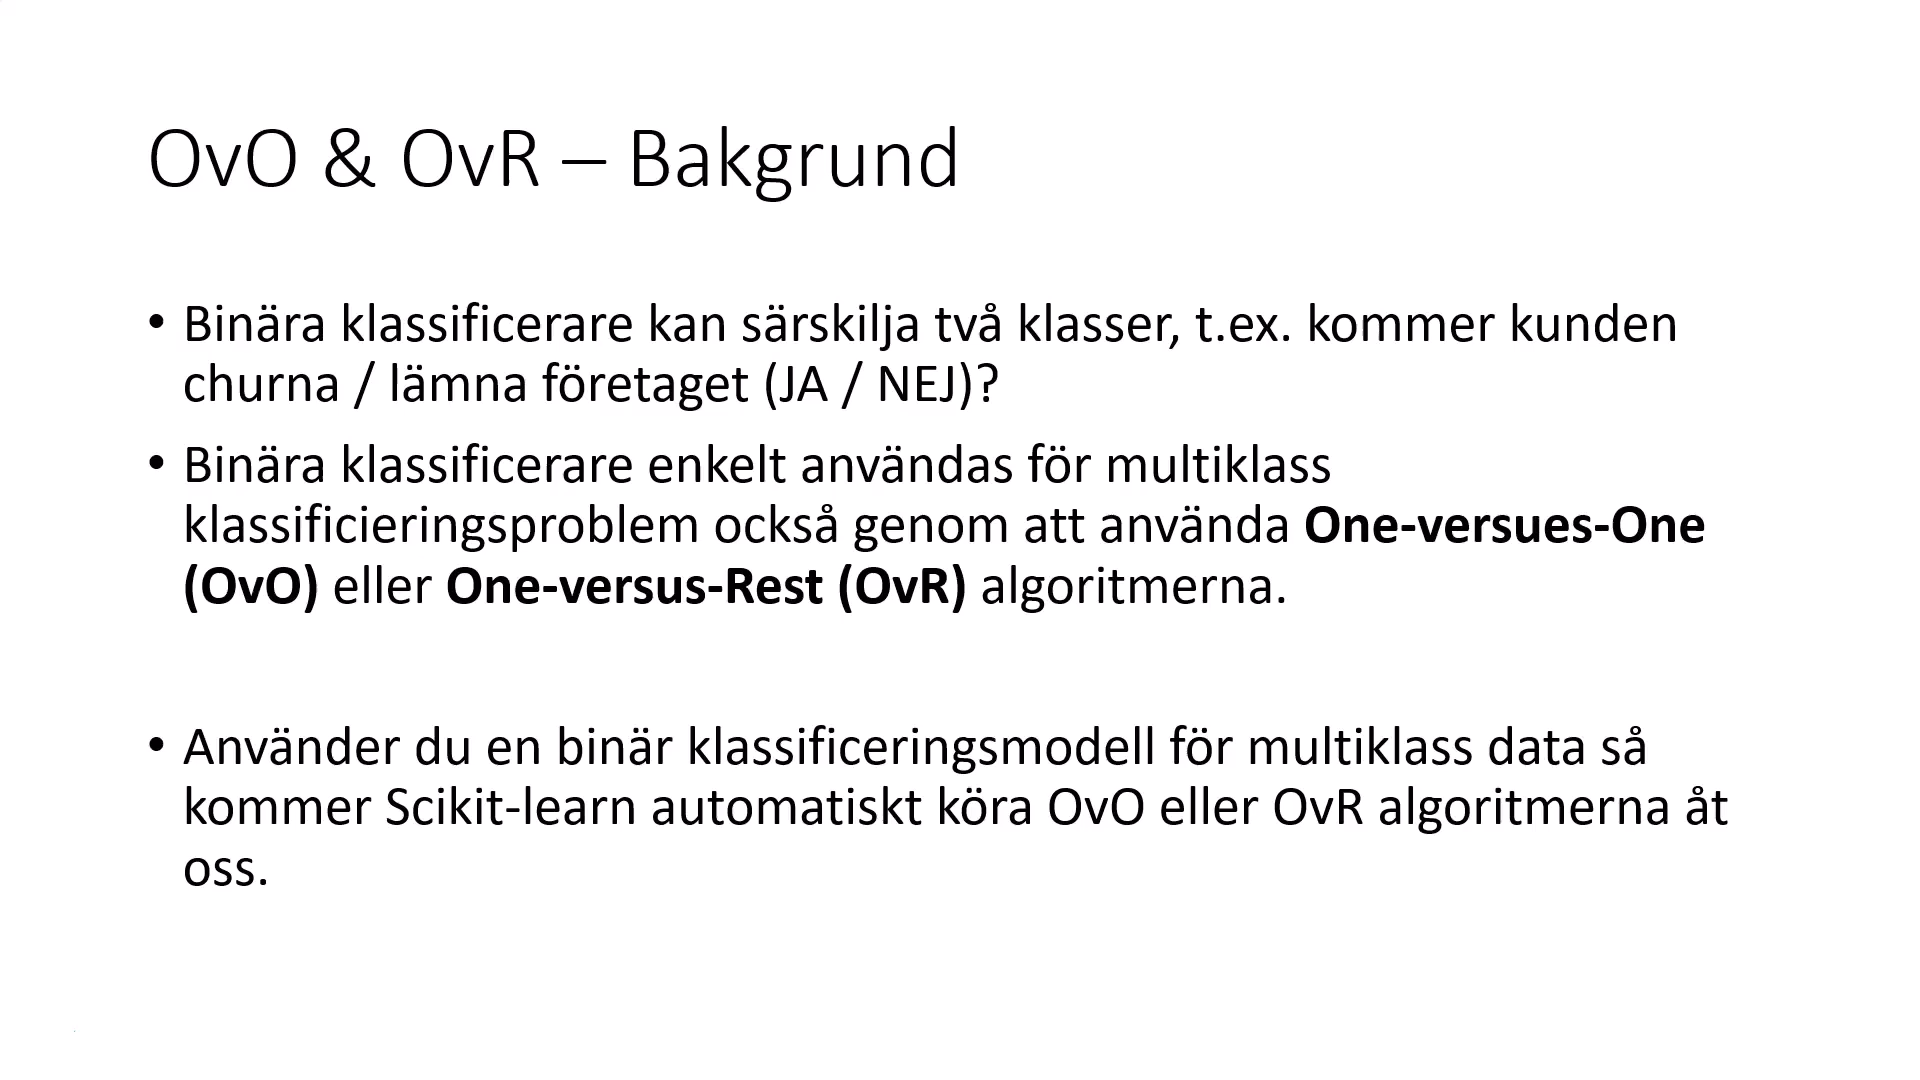 OvO & OvR – Bakgrund
• Binära klassificerare kan särskilja två klasser, t.ex. kommer kunden
churna / lämna företaget (JA / NEJ)?
• Binära klassificerare enkelt användas för multiklass
klassificieringsproblem också genom att använda One-versues-One
(OvO) eller One-versus-Rest (OvR) algoritmerna.
• Använder du en binär klassificeringsmodell för multiklass data så
kommer Scikit-learn automatiskt köra OvO eller OvR algoritmerna åt
oss.